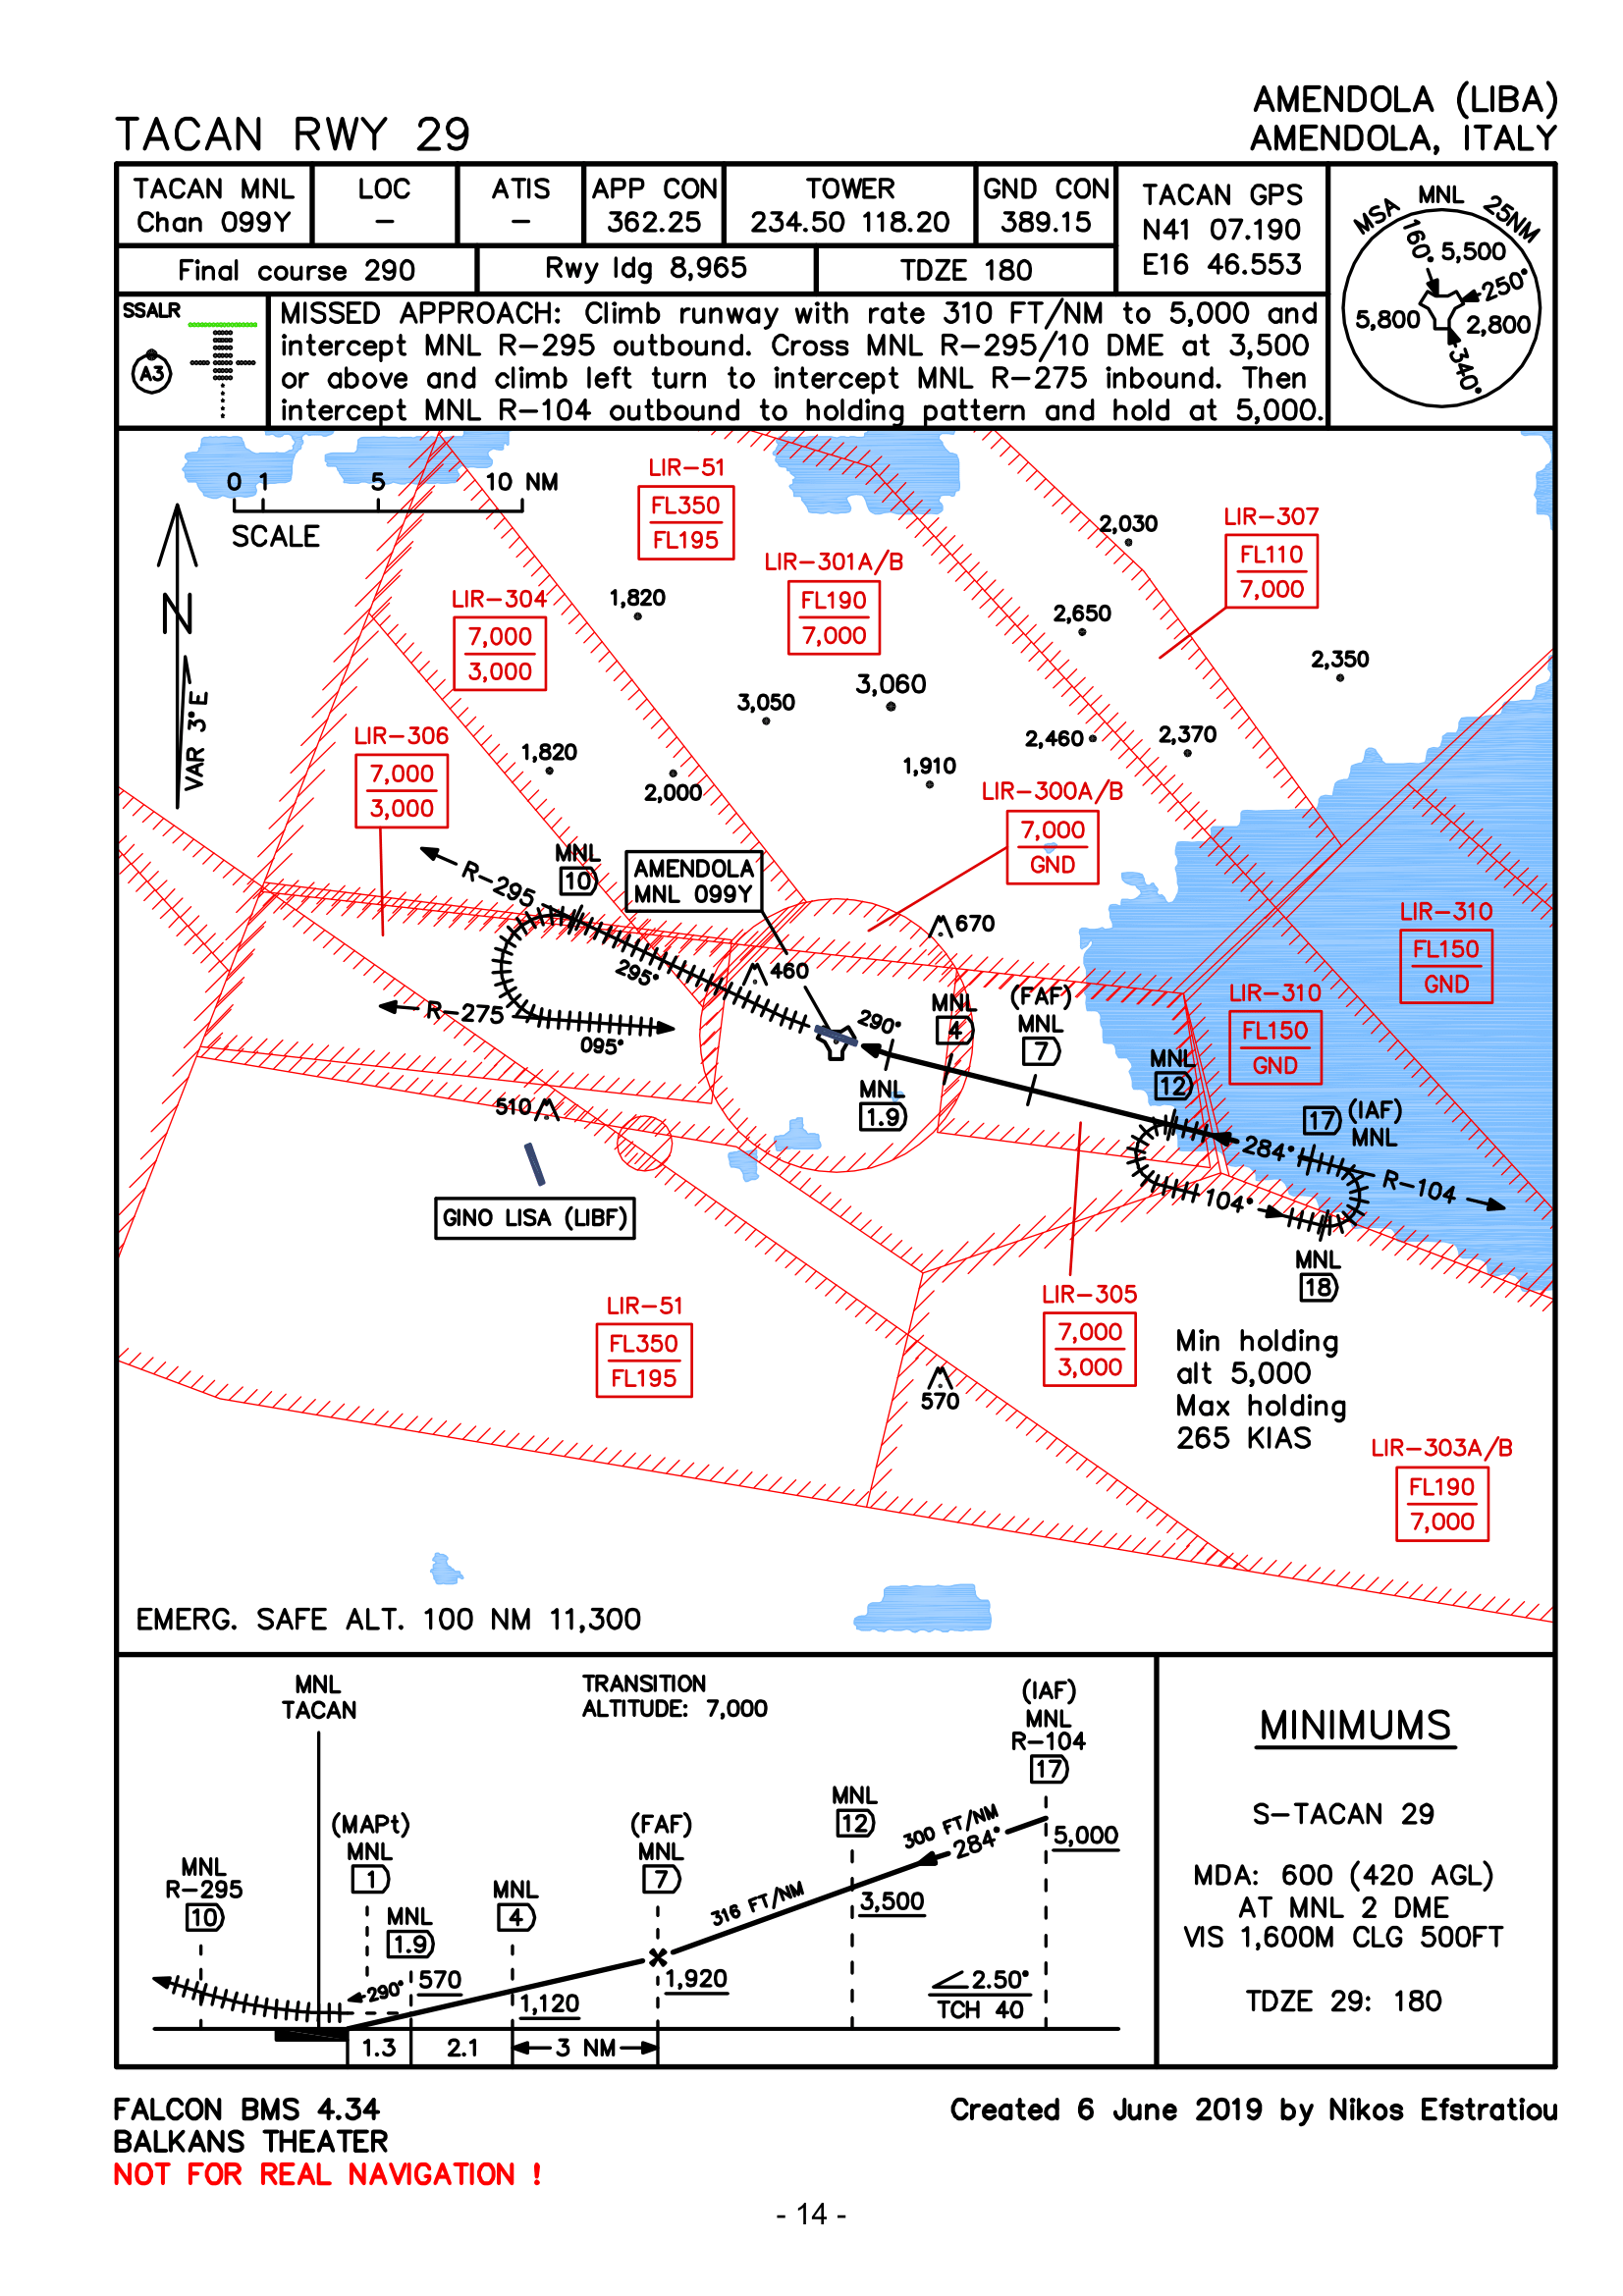 TACAN RWY 29
AMENDOLA (LIBA)
AMENDOLA, ITALY
TACAN MNL
Chan 099Y
LOC
-
ATIS
-
APP CON
362.25
TOWER
234.50 118.20
GND CON
389.15
TACAN GPS
N41 07.190
E16 46.553
Final course 290
Rwy ldg 8,965
TDZE 180
MSA MNL 25NM
160°
5,500
250°
5,800
2,800
340°
SSALR
A3
MISSED APPROACH: Climb runway with rate 310 FT/NM to 5,000 and
intercept MNL R-295 outbound. Cross MNL R-295/10 DME at 3,500
or above and climb left turn to intercept MNL R-275 inbound. Then
intercept MNL R-104 outbound to holding pattern and hold at 5,000.
0 1 5 10 NM
SCALE
N
VAR 3°E
LIR-51
FL350
FL195
LIR-307
FL110
7,000
2,030
LIR-301A/B
FL190
7,000
LIR-304
7,000
3,000
1,820
2,650
2,350
3,050
3,060
2,460
2,370
LIR-306
7,000
3,000
1,820
2,000
1,910
LIR-300A/B
7,000
GND
MNL
10
R-295
AMENDOLA
MNL 099Y
670
460
295°
LIR-310
FL150
GND
LIR-310
FL150
GND
R-275
095°
290°
MNL
4
(FAF)
MNL
7
MNL
12
MNL
1.9
17 (IAF)
MNL
284°
R-104
104°
510
GINO LISA (LIBF)
MNL
18
LIR-51
FL350
FL195
LIR-305
7,000
3,000
570
Min holding
alt 5,000
Max holding
265 KIAS
LIR-303A/B
FL190
7,000
EMERG. SAFE ALT. 100 NM 11,300
MNL
TACAN
TRANSITION
ALTITUDE: 7,000
(IAF)
MNL
R-104
17
MNL
12
300 FT/NM
284°
5,000
(MAPt)
MNL
1
(FAF)
MNL
7
MNL
R-295
10
MNL
1.9
MNL
4
316 FT/NM
3,500
290°
570
1,120
1,920
2.50°
TCH 40
1.3
2.1
3 NM
MINIMUMS
S-TACAN 29
MDA: 600 (420 AGL)
AT MNL 2 DME
VIS 1,600M CLG 500FT
TDZE 29: 180
FALCON BMS 4.34
BALKANS THEATER
NOT FOR REAL NAVIGATION !
Created 6 June 2019 by Nikos Efstratiou
- 14 -